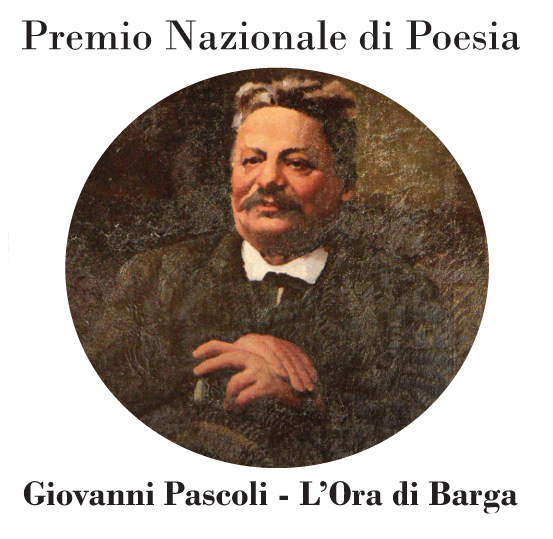 Premio Nazionale di Poesia
Giovanni Pascoli - L'Ora di Barga